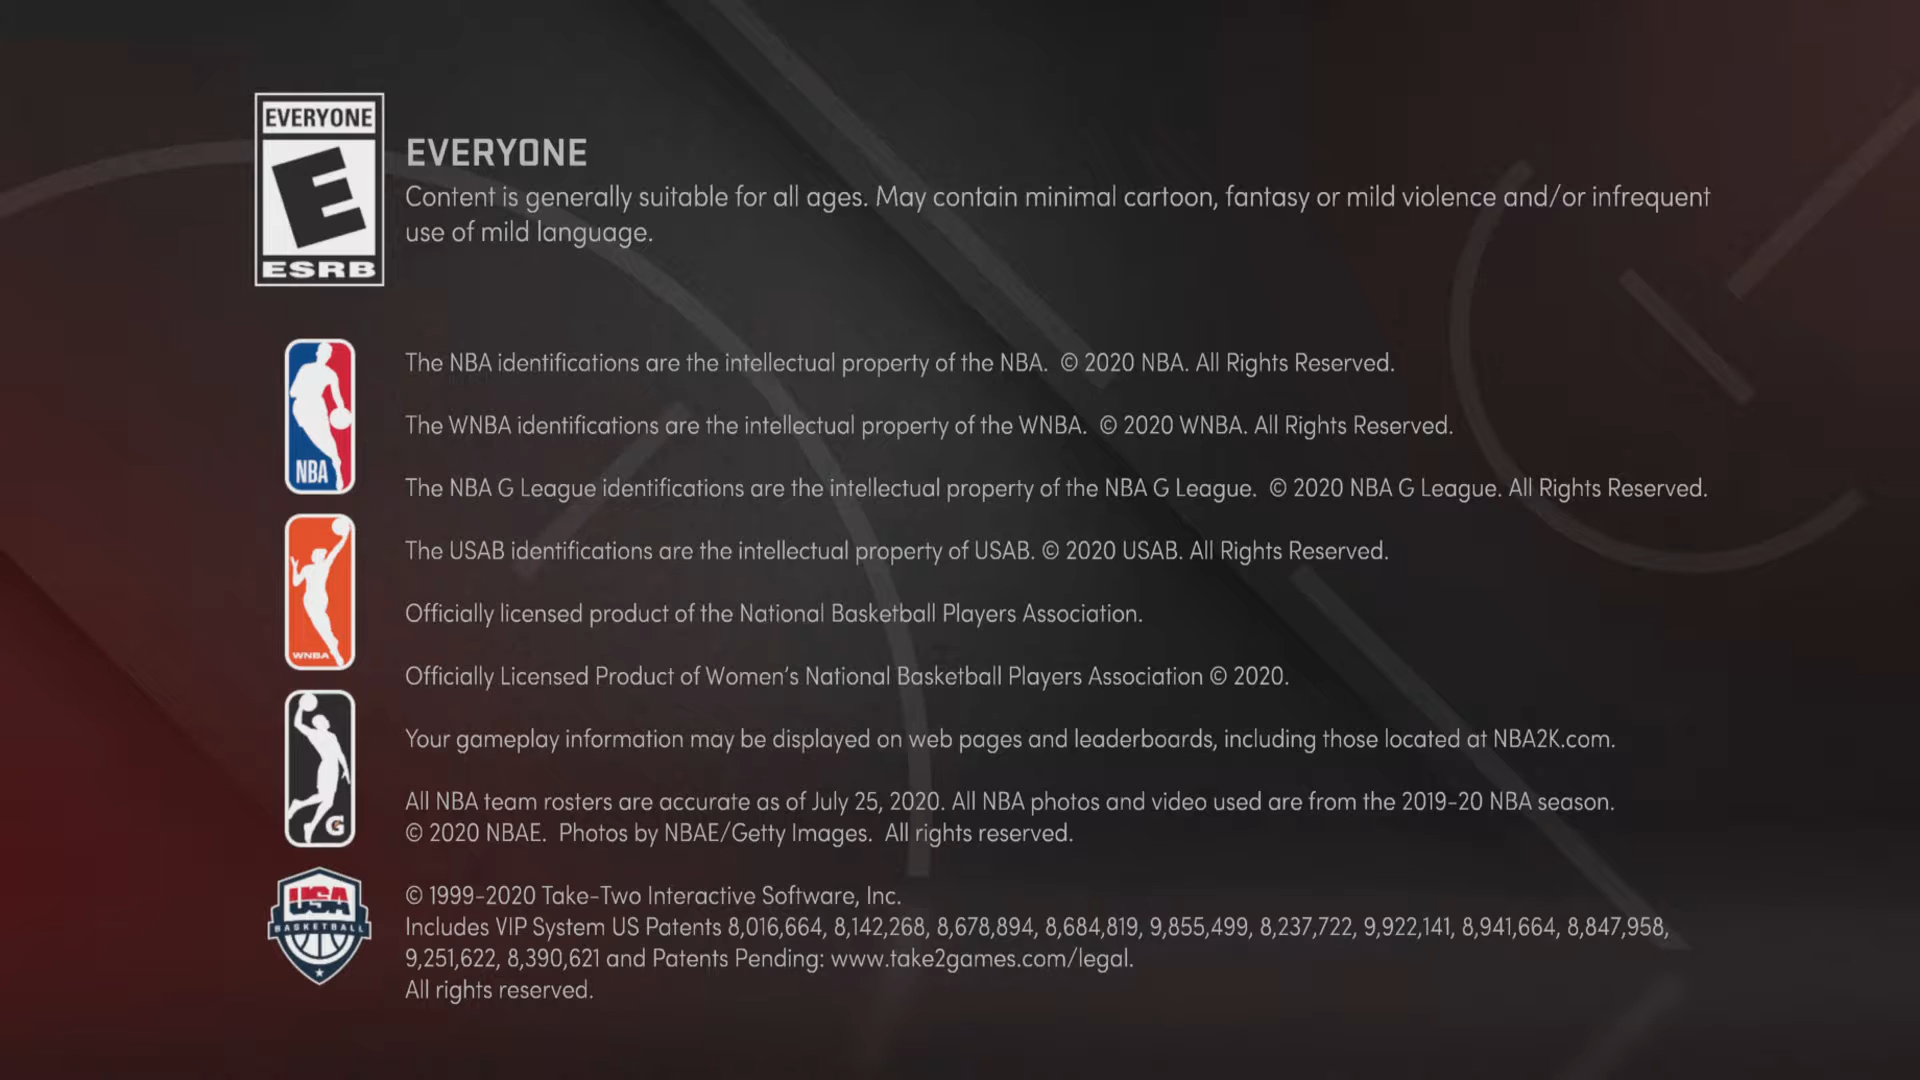 EVERYONE
E
ESRB
EVERYONE
Content is generally suitable for all ages. May contain minimal cartoon, fantasy or mild violence and/or infrequent
use of mild language.
NBA
The NBA identifications are the intellectual property of the NBA.  © 2020 NBA. All Rights Reserved.
The WNBA identifications are the intellectual property of the WNBA.  © 2020 WNBA. All Rights Reserved.
The NBA G League identifications are the intellectual property of the NBA G League.  © 2020 NBA G League. All Rights Reserved.
WNBA
The USAB identifications are the intellectual property of USAB. © 2020 USAB. All Rights Reserved.
Officially licensed product of the National Basketball Players Association.
Officially Licensed Product of Women's National Basketball Players Association © 2020.
G
Your gameplay information may be displayed on web pages and leaderboards, including those located at NBA2K.com.
All NBA team rosters are accurate as of July 25, 2020. All NBA photos and video used are from the 2019-20 NBA season.
© 2020 NBAE.  Photos by NBAE/Getty Images.  All rights reserved.
USA
BASKETBALL
© 1999-2020 Take-Two Interactive Software, Inc.
Includes VIP System US Patents 8,016,664, 8,142,268, 8,678,894, 8,684,819, 9,855,499, 8,237,722, 9,922,141, 8,941,664, 8,847,958,
9,251,622, 8,390,621 and Patents Pending: www.take2games.com/legal.
All rights reserved.